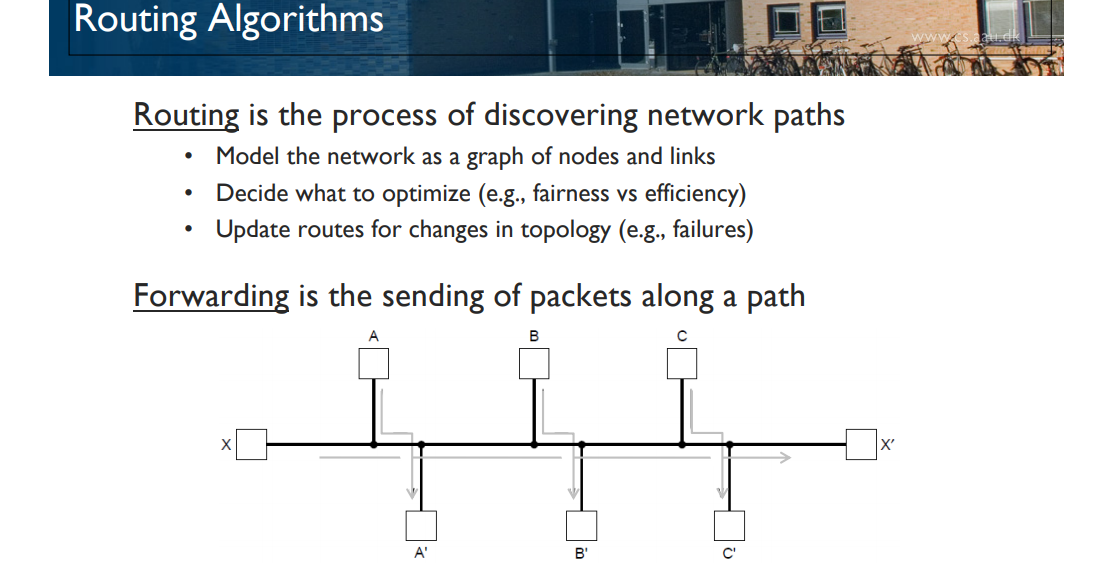 Routing Algorithms
www.cs.aau.dk
Routing is the process of discovering network paths
• Model the network as a graph of nodes and links
• Decide what to optimize (e.g., fairness vs efficiency)
• Update routes for changes in topology (e.g., failures)
Forwarding is the sending of packets along a path
A B C
X X′
A' B' C'